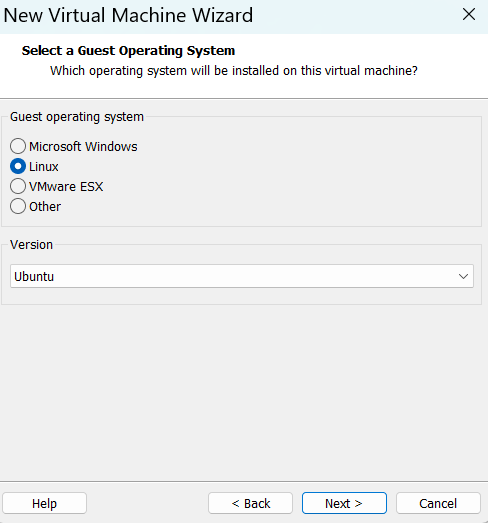 New Virtual Machine Wizard
Select a Guest Operating System
Which operating system will be installed on this virtual machine?
Guest operating system
Microsoft Windows
Linux
VMware ESX
Other
Version
Ubuntu
Help
< Back
Next >
Cancel